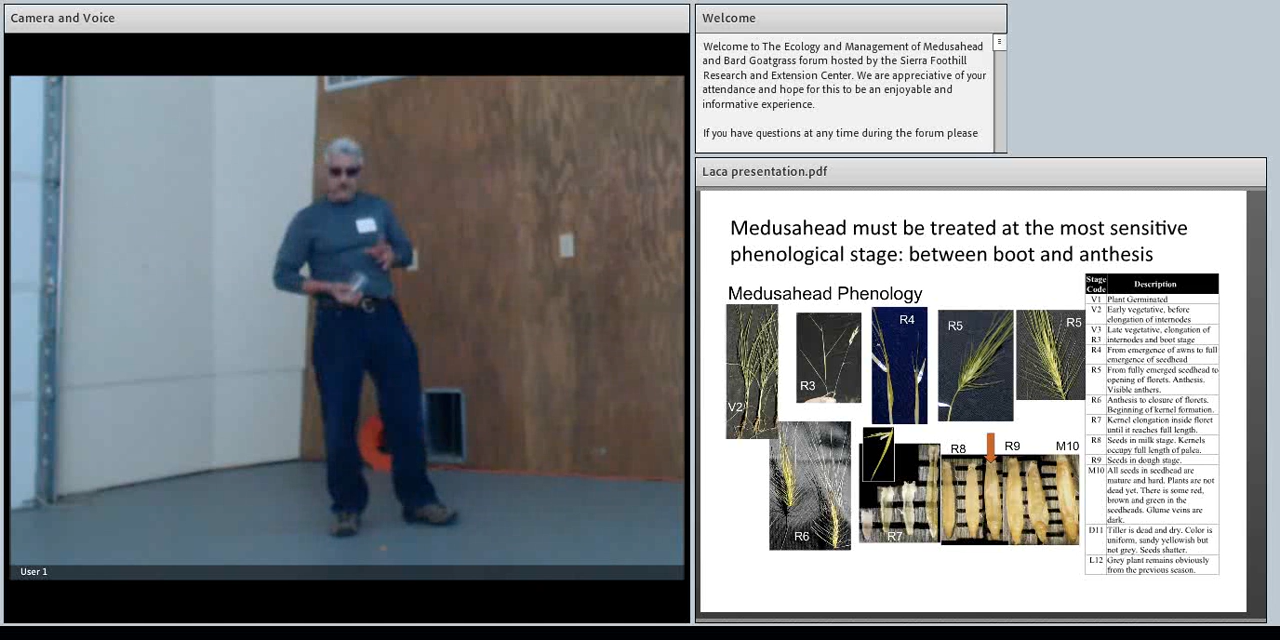 Camera and Voice
User 1
Welcome
Welcome to The Ecology and Management of Medusahead
and Bard Goatgrass forum hosted by the Sierra Foothill
Research and Extension Center. We are appreciative of your
attendance and hope for this to be an enjoyable and
informative experience.
If you have questions at any time during the forum please
Laca presentation.pdf
Medusahead must be treated at the most sensitive
phenological stage: between boot and anthesis
Medusahead Phenology
V2
R3
R4
R5
R5
R6
R7
R8
R9
M10
Stage Code Description
V1 Plant Germinated
V2 Early vegetative, before
elongation of internodes
V3 Late vegetative, elongation of
R3 internodes and boot stage
R4 From emergence of awns to full
emergence of seedhead
R5 From fully emerged seedhead to
opening of florets. Anthesis.
Visible anthers.
R6 Anthesis to closure of florets.
Beginning of kernel formation.
R7 Kernel elongation inside floret
until it reaches full length.
R8 Seeds in milk stage. Kernels
occupy full length of palea.
R9 Seeds in dough stage.
M10 All seeds in seedhead are
mature and hard. Plants are not
dead yet. There is some red,
brown and green in the
seedheads. Glume veins are
dark.
D11 Tiller is dead and dry. Color is
uniform, sandy yellowish but
not grey. Seeds shatter.
L12 Grey plant remains obviously
from the previous season.